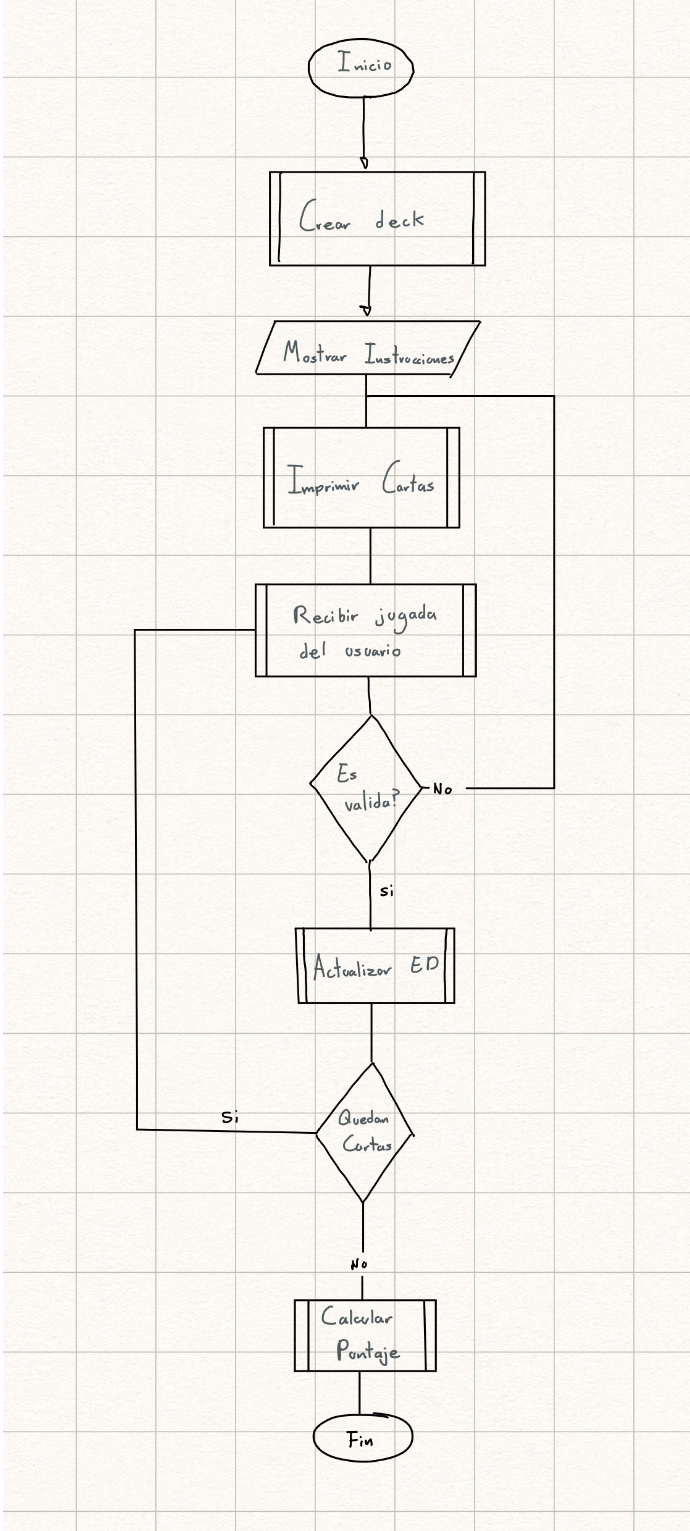 Inicio
Crear deck
Mostrar Instrucciones
Imprimir Cartas
Recibir jugada
del usuario
Es
valida?
No
Si
Actualizar ED
Quedan
Cartas
Si
No
Calcular
Puntaje
Fin